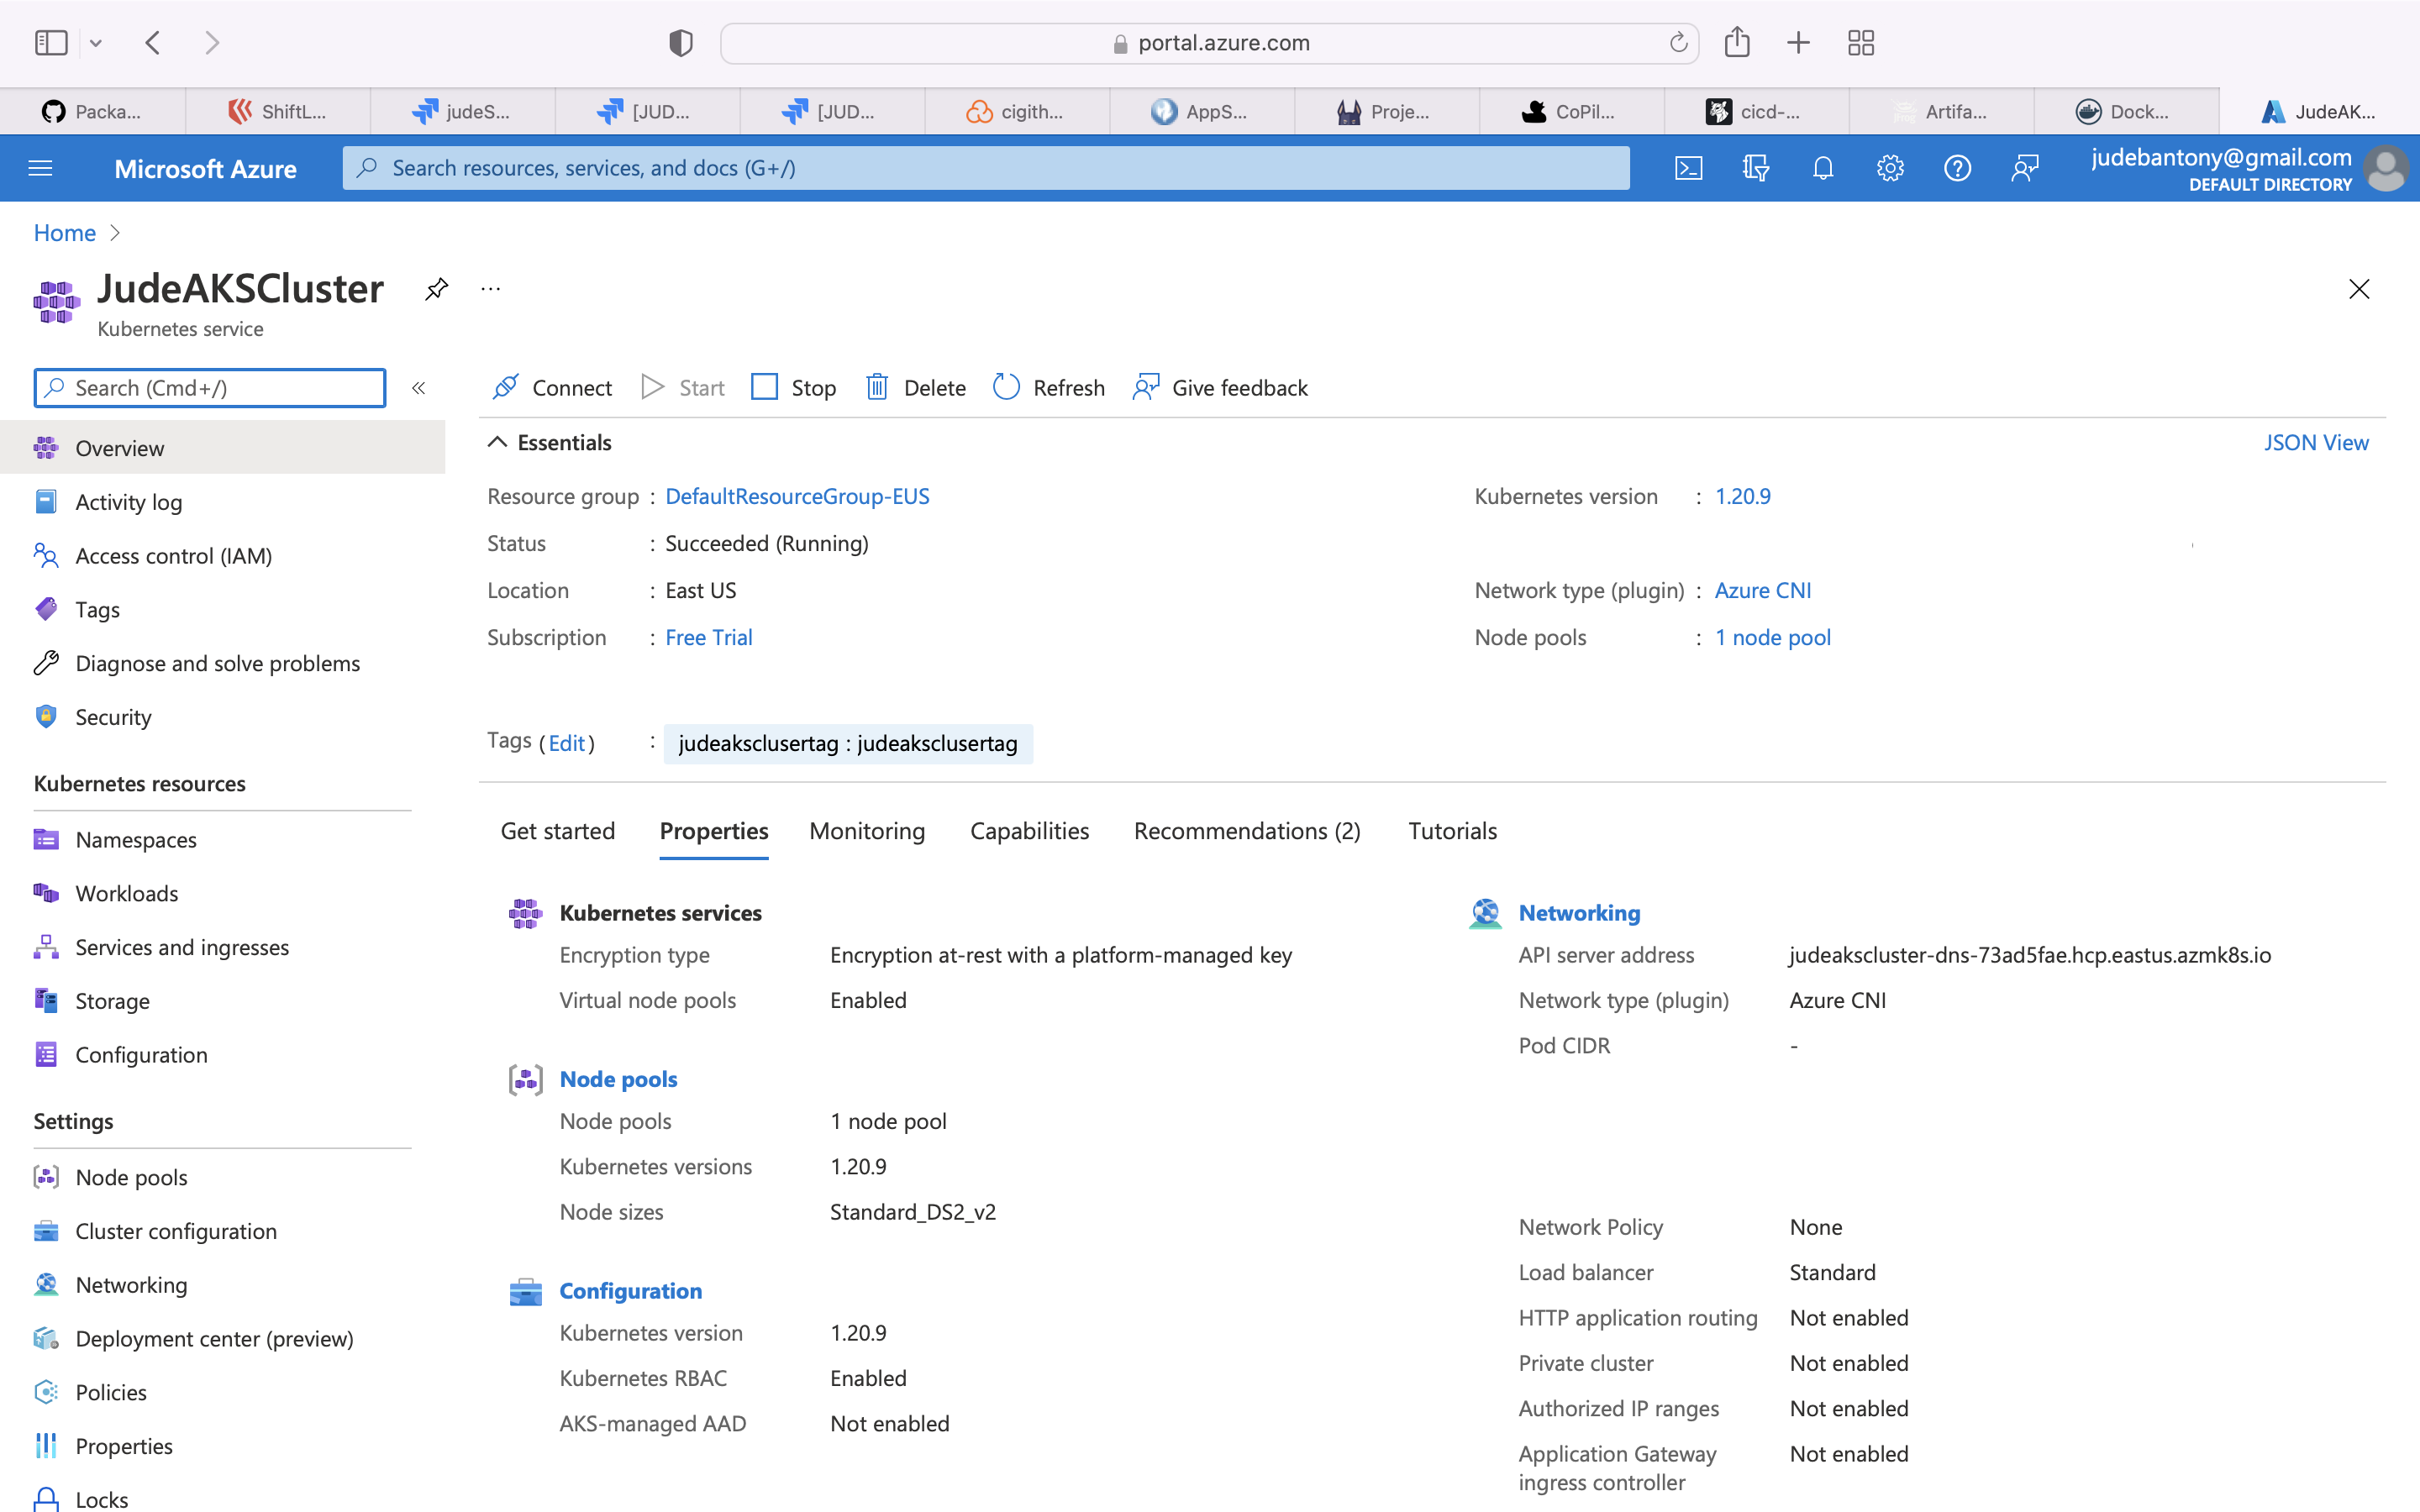 portal.azure.com
Packa...
ShiftL...
judeS...
[JUD...
[JUD...
cigith...
AppS...
Proje...
CoPil...
cicd-...
Artifa...
Dock...
JudeAK...
Microsoft Azure
Search resources, services, and docs (G+/)
judebantony@gmail.com
DEFAULT DIRECTORY
Home
JudeAKSCluster
Kubernetes service
Search (Cmd+/)
Connect
Start
Stop
Delete
Refresh
Give feedback
Overview
Activity log
Access control (IAM)
Tags
Diagnose and solve problems
Security
Kubernetes resources
Namespaces
Workloads
Services and ingresses
Storage
Configuration
Settings
Node pools
Cluster configuration
Networking
Deployment center (preview)
Policies
Properties
Locks
Essentials
JSON View
Resource group : DefaultResourceGroup-EUS
Status : Succeeded (Running)
Location : East US
Subscription : Free Trial
Kubernetes version : 1.20.9
Network type (plugin) : Azure CNI
Node pools : 1 node pool
Tags (Edit) : judeaksclusertag : judeaksclusertag
Get started
Properties
Monitoring
Capabilities
Recommendations (2)
Tutorials
Kubernetes services
Encryption type Encryption at-rest with a platform-managed key
Virtual node pools Enabled
Node pools
Node pools 1 node pool
Kubernetes versions 1.20.9
Node sizes Standard_DS2_v2
Configuration
Kubernetes version 1.20.9
Kubernetes RBAC Enabled
AKS-managed AAD Not enabled
Networking
API server address judeakscluster-dns-73ad5fae.hcp.eastus.azmk8s.io
Network type (plugin) Azure CNI
Pod CIDR -
Network Policy None
Load balancer Standard
HTTP application routing Not enabled
Private cluster Not enabled
Authorized IP ranges Not enabled
Application Gateway Not enabled
ingress controller